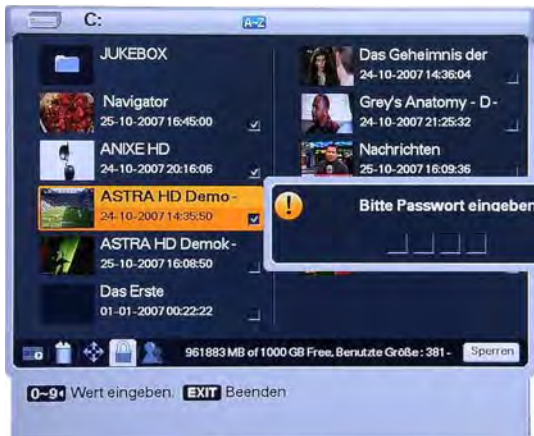 C:
A-Z
JUKEBOX
Navigator
25-10-2007 16:45:00
ANIXE HD
24-10-2007 20:16:06
ASTRA HD Demo-
24-10-2007 14:35:50
ASTRA HD Demok-
25-10-2007 16:08:50
Das Erste
01-01-2007 00:22:22
Das Geheimnis der
24-10-2007 14:36:04
Grey's Anatomy - D-
24-10-2007 21:25:32
Nachrichten
25-10-2007 16:09:36
Bitte Passwort eingeben
961883 MB of 1000 GB Free, Benutzte Größe: 381-
Sperren
0~9 Wert eingeben. EXIT Beenden